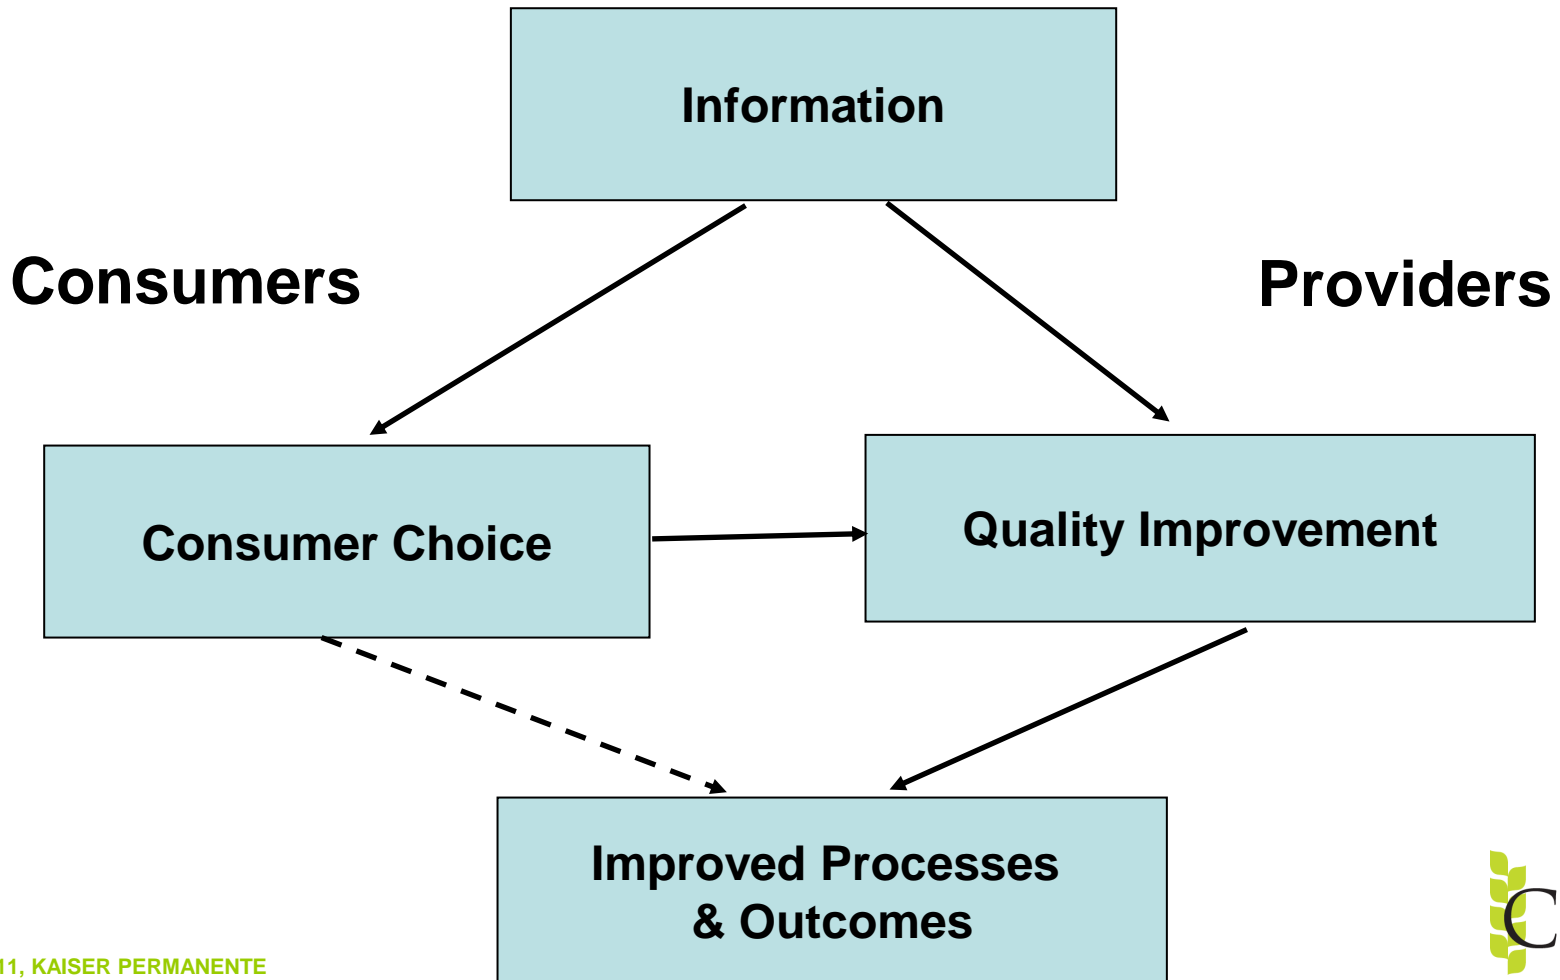 Information
Consumers
Providers
Consumer Choice
Quality Improvement
Improved Processes
& Outcomes
11, KAISER PERMANENTE
C